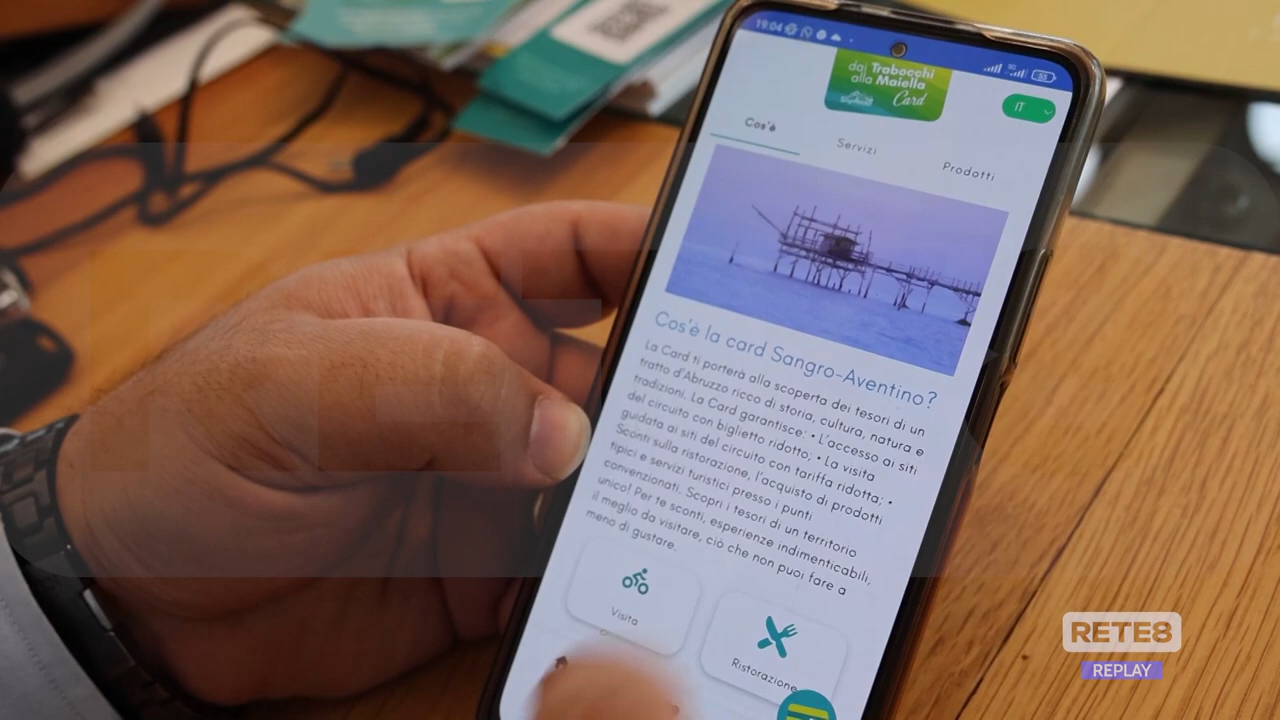 19:04
5G
53
dai Trabocchi
alla Maiella
Card
IT
Cos'è
Servizi
Prodotti
Cos'è la card Sangro-Aventino?
La Card ti porterà alla scoperta dei tesori di un
tratto d'Abruzzo ricco di storia, cultura, natura e
tradizioni. La Card garantisce: • L'accesso ai siti
del circuito con biglietto ridotto; • La visita
guidata ai siti del circuito con tariffa ridotta; •
Sconti sulla ristorazione, l'acquisto di prodotti
tipici e servizi turistici presso i punti
convenzionati. Scopri i tesori di un territorio
unico! Per te sconti, esperienze indimenticabili,
il meglio da visitare, ciò che non puoi fare a
meno di gustare.
Visita
Ristorazione
RETE8
REPLAY